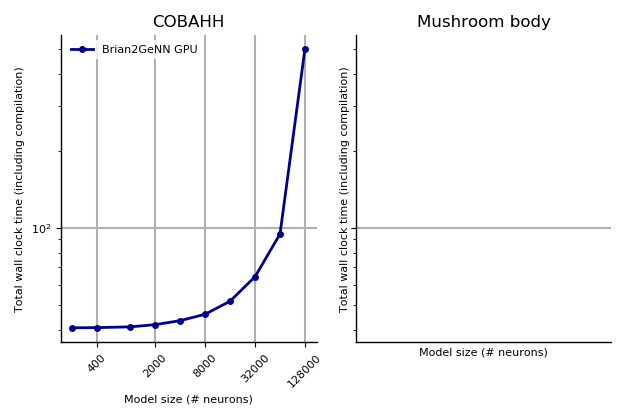 COBAHH
Mushroom body
Brian2GeNN GPU
Total wall clock time (including compilation)
10²
400
2000
8000
32000
128000
Model size (# neurons)
Total wall clock time (including compilation)
Model size (# neurons)